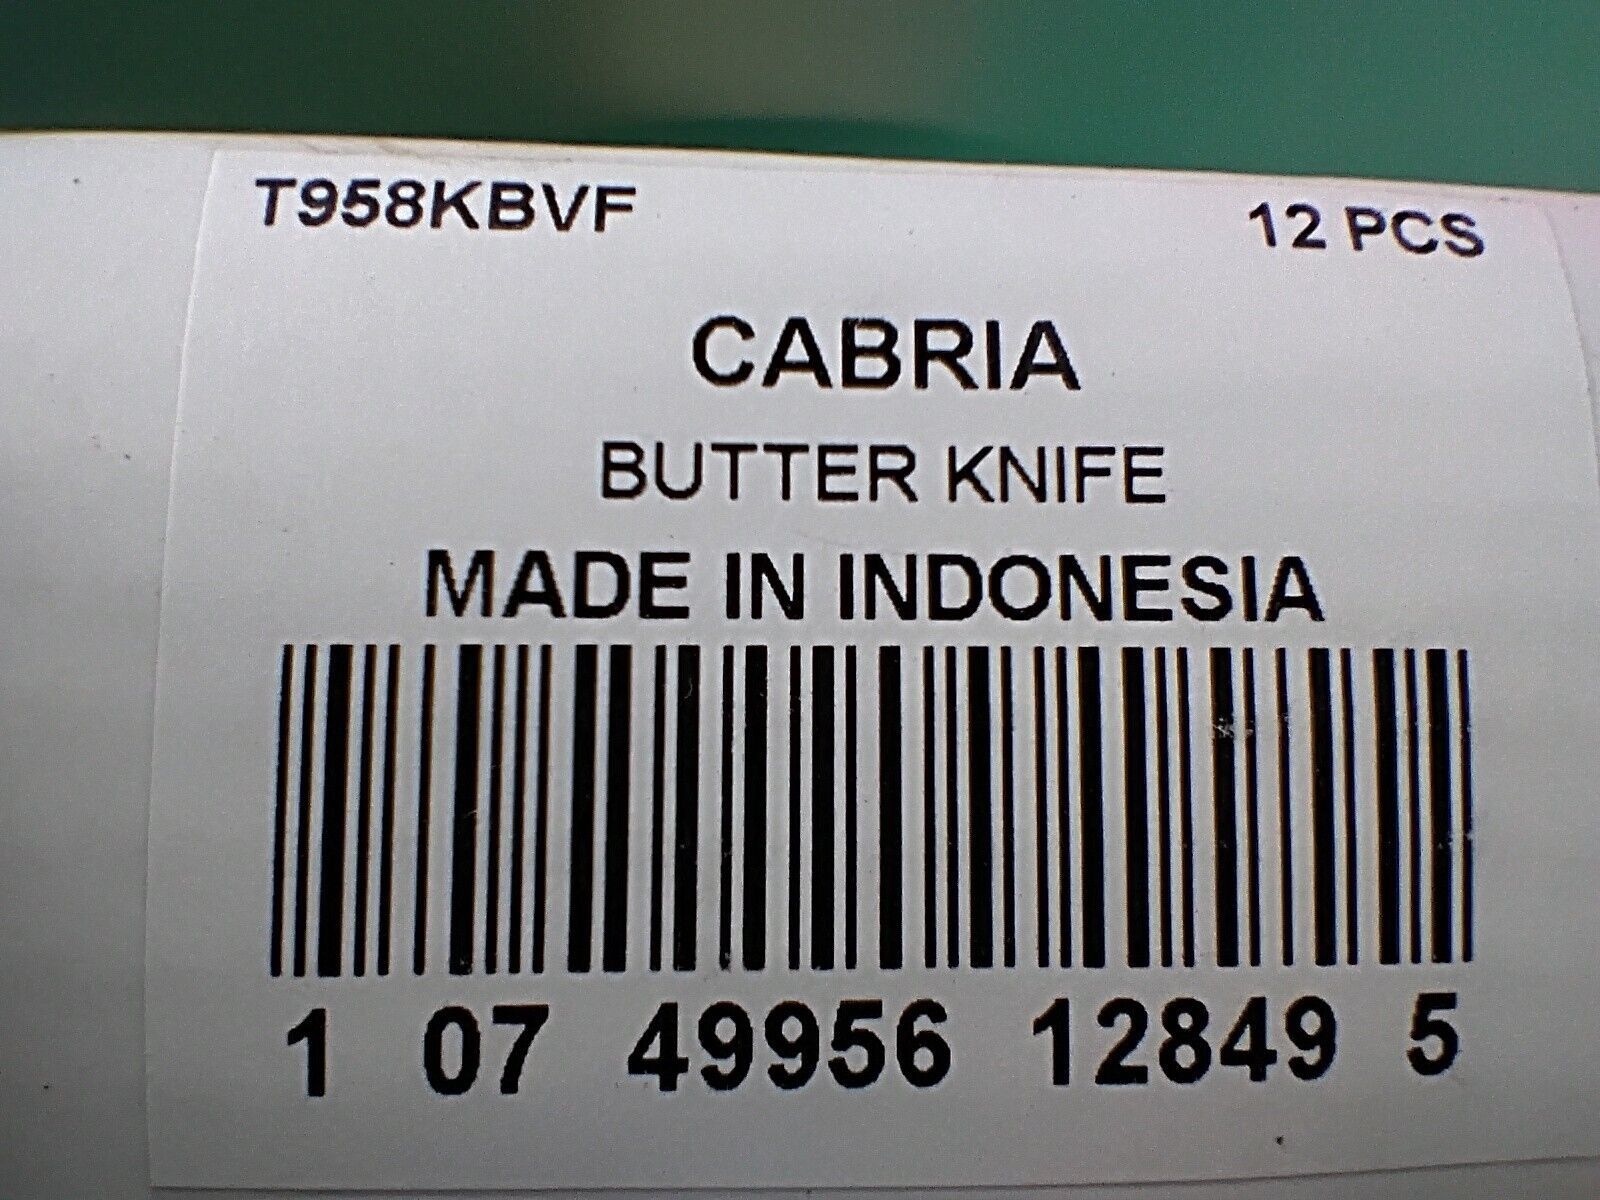 T958KBVF 12 PCS
CABRIA
BUTTER KNIFE
MADE IN INDONESIA
1 07 49956 12849 5